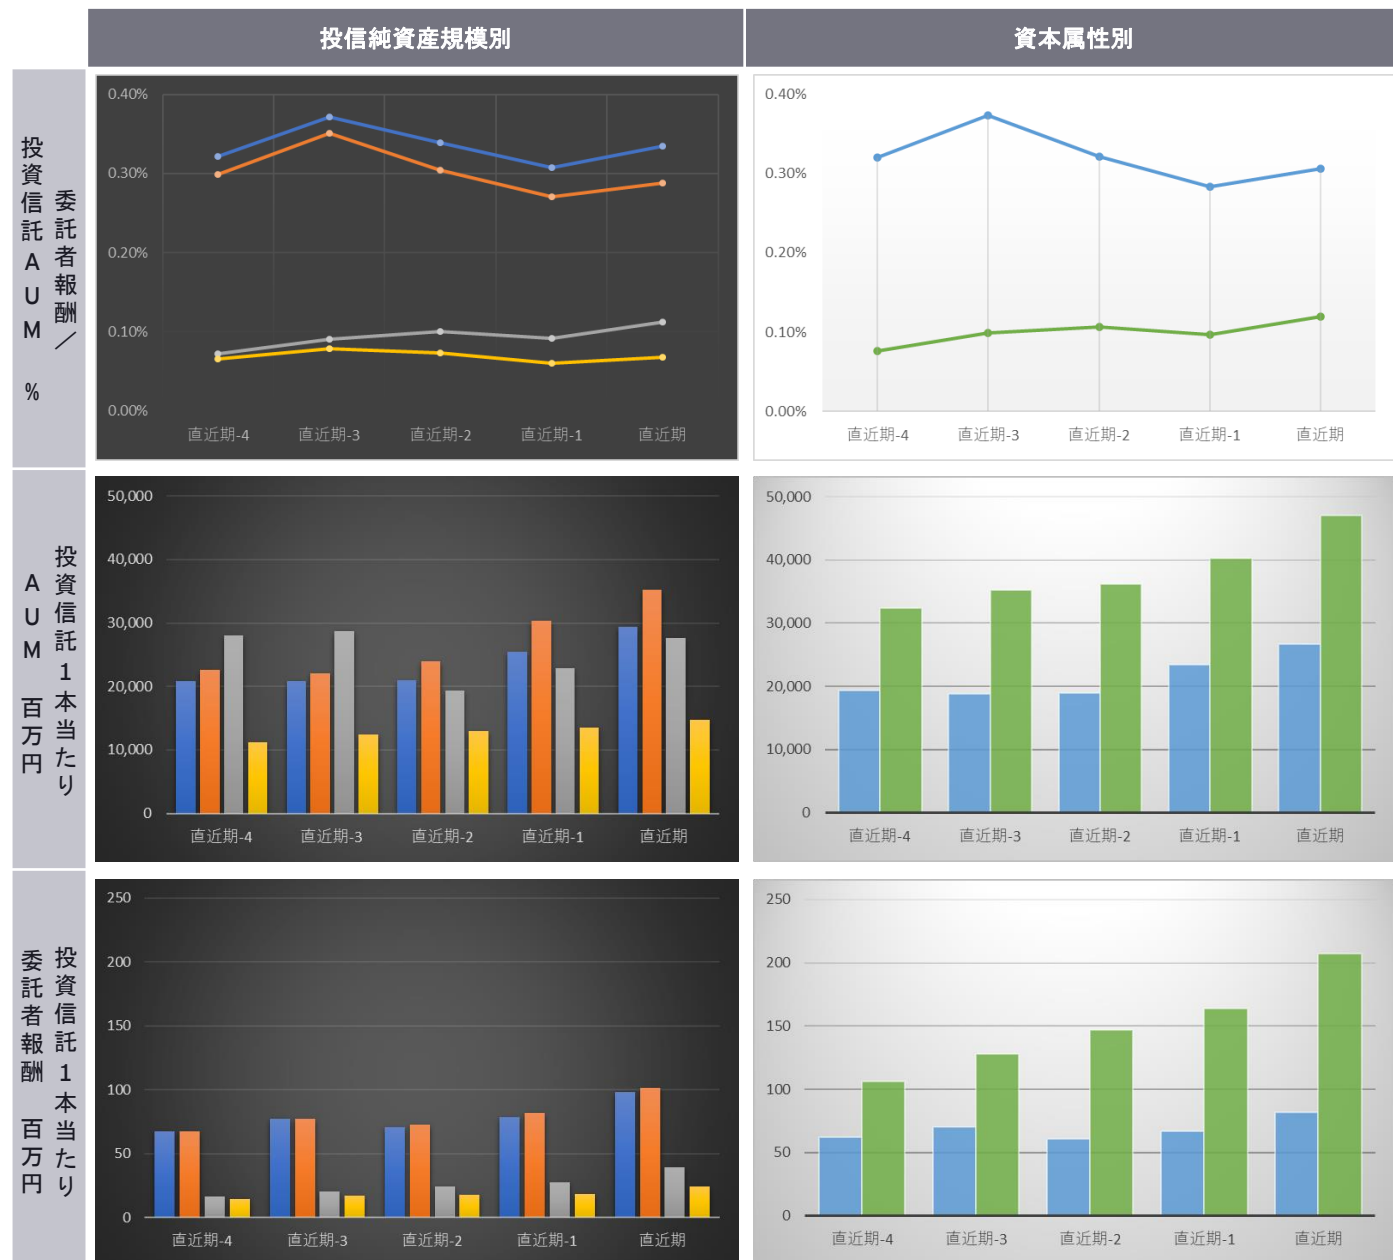 投信純資産規模別
資本属性別
委託者報酬／
投資信託AUM %
0.40%
0.30%
0.20%
0.10%
0.00%
直近期-4 直近期-3 直近期-2 直近期-1 直近期
0.40%
0.30%
0.20%
0.10%
0.00%
直近期-4 直近期-3 直近期-2 直近期-1 直近期
投資信託1本当たり
AUM 百万円
50,000
40,000
30,000
20,000
10,000
0
直近期-4 直近期-3 直近期-2 直近期-1 直近期
50,000
40,000
30,000
20,000
10,000
0
直近期-4 直近期-3 直近期-2 直近期-1 直近期
投資信託1本当たり
委託者報酬 百万円
250
200
150
100
50
0
直近期-4 直近期-3 直近期-2 直近期-1 直近期
250
200
150
100
50
0
直近期-4 直近期-3 直近期-2 直近期-1 直近期